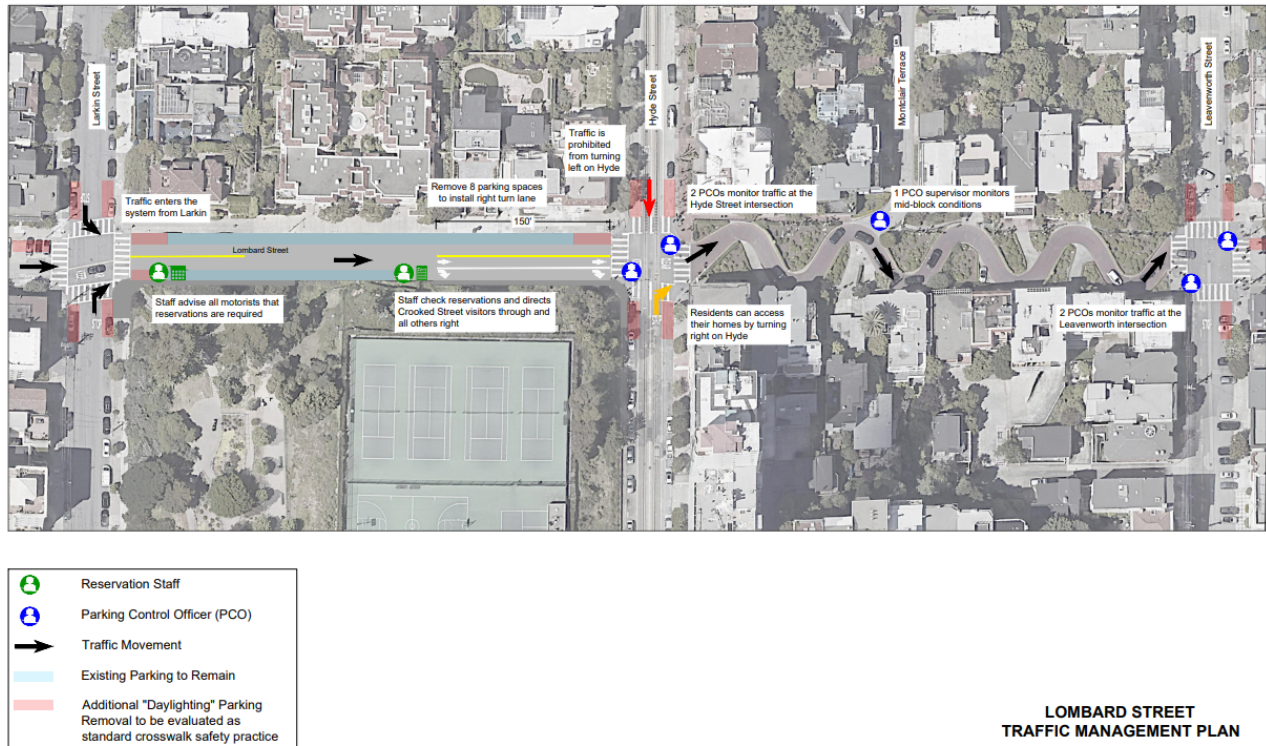 Larkin Street
Hyde Street
Montclair Terrace
Leavenworth Street
Traffic is
prohibited
from turning
left on Hyde
Traffic enters the
system from Larkin
Remove 8 parking spaces
to install right turn lane
2 PCOs monitor traffic at the
Hyde Street intersection
1 PCO supervisor monitors
mid-block conditions
150'
Lombard Street
Staff advise all motorists that
reservations are required
Staff check reservations and directs
Crooked Street visitors through and
all others right
Residents can access
their homes by turning
right on Hyde
2 PCOs monitor traffic at the
Leavenworth intersection
Reservation Staff
Parking Control Officer (PCO)
Traffic Movement
Existing Parking to Remain
Additional "Daylighting" Parking
Removal to be evaluated as
standard crosswalk safety practice
LOMBARD STREET
TRAFFIC MANAGEMENT PLAN